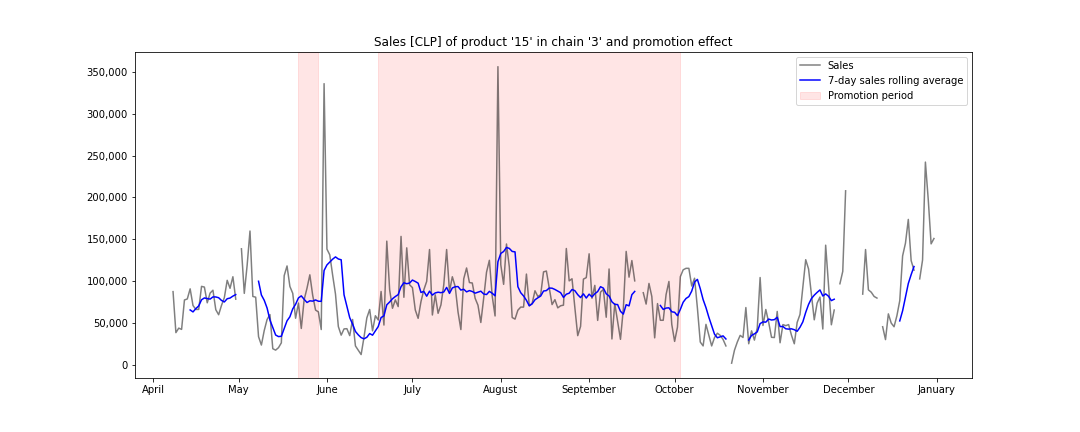 Sales [CLP] of product '15' in chain '3' and promotion effect
Sales
7-day sales rolling average
Promotion period
350,000
300,000
250,000
200,000
150,000
100,000
50,000
0
April May June July August September October November December January